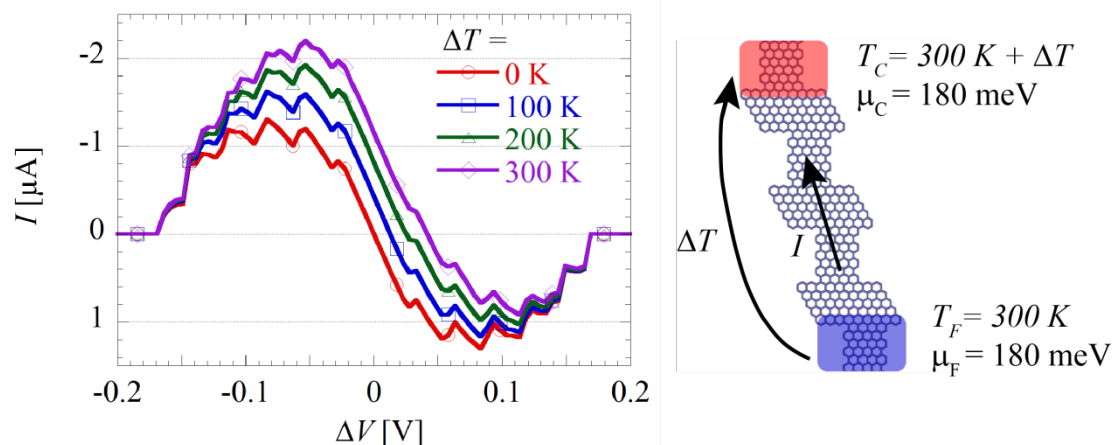 -2
-1
0
1
I [μA]
-0.2
-0.1
0
0.1
0.2
ΔV [V]
ΔT =
0 K
100 K
200 K
300 K
T_C = 300 K + ΔT
μ_C = 180 meV
ΔT
I
T_F = 300 K
μ_F = 180 meV